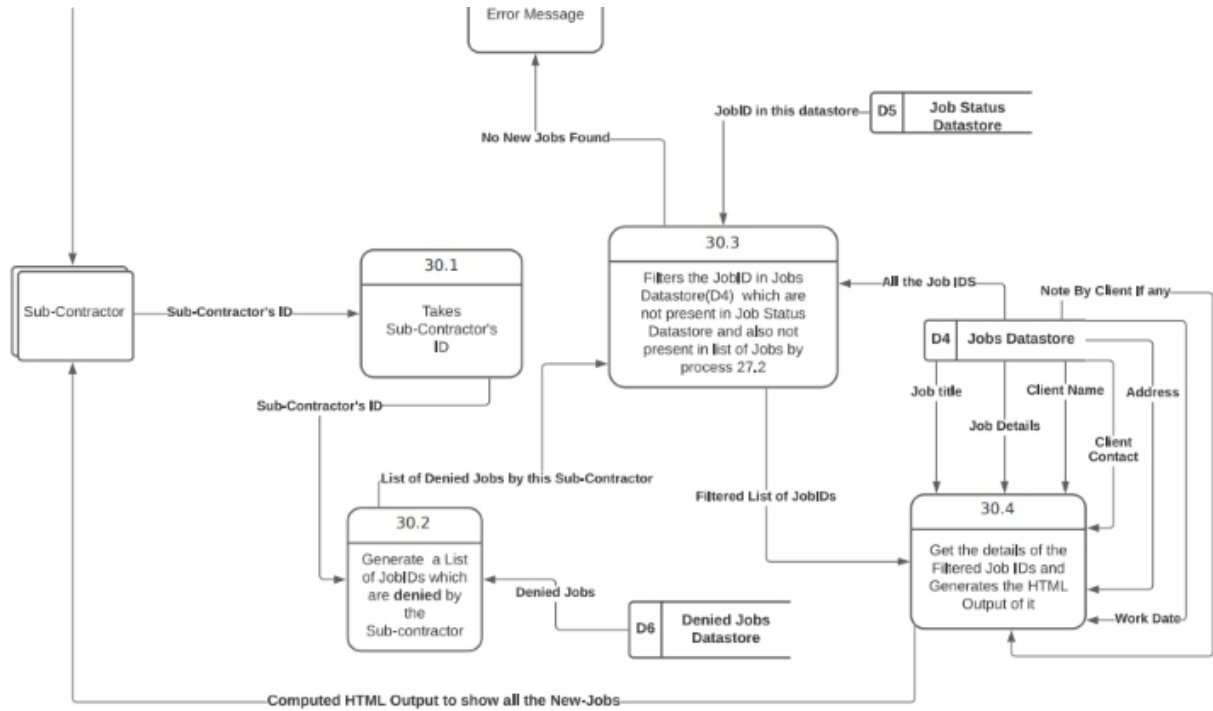 Error Message
JobID in this datastore
D5
Job Status
Datastore
No New Jobs Found
30.3
Filters the JobID in Jobs
Datastore(D4) which are
not present in Job Status
Datastore and also not
present in list of Jobs by
process 27.2
30.1
Takes
Sub-Contractor's
ID
Sub-Contractor
Sub-Contractor's ID
All the Job IDS
Note By Client If any
D4
Jobs Datastore
Job title
Client Name
Address
Job Details
Client
Contact
Sub-Contractor's ID
List of Denied Jobs by this Sub-Contractor
Filtered List of JobIDs
30.2
Generate a List
of JobIDs which
are denied by
the
Sub-contractor
Denied Jobs
D6
Denied Jobs
Datastore
30.4
Get the details of the
Filtered Job IDs and
Generates the HTML
Output of it
Work Date
Computed HTML Output to show all the New-Jobs